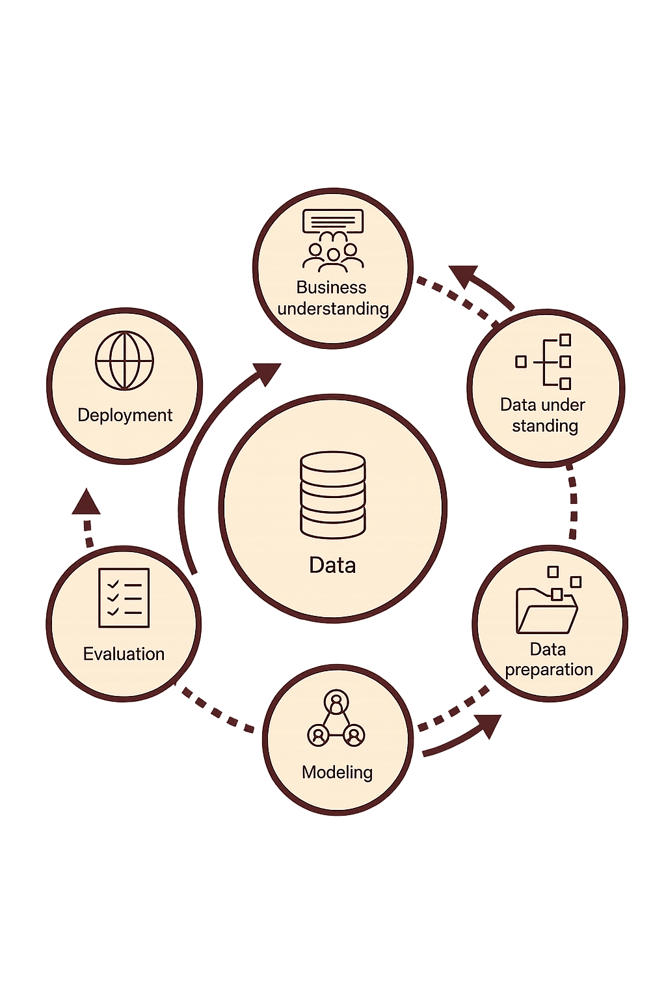 Business
understanding
Data under
standing
Deployment
Data
Evaluation
Data
preparation
Modeling